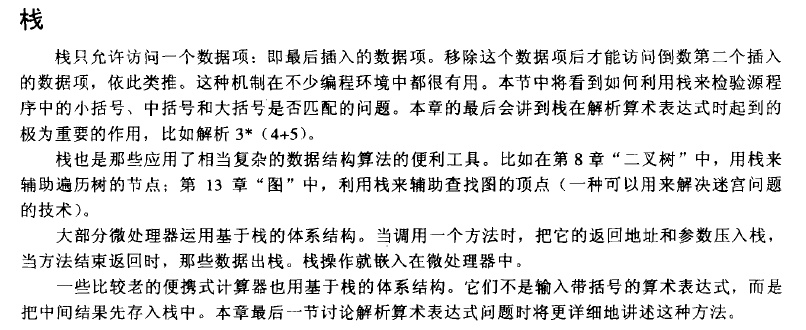 栈
栈只允许访问一个数据项：即最后插入的数据项。移除这个数据项后才能访问倒数第二个插入
的数据项，依此类推。这种机制在不少编程环境中都很有用。本节中将看到如何利用栈来检验源程
序中的小括号、中括号和大括号是否匹配的问题。本章的最后会讲到栈在解析算术表达式时起到的
极为重要的作用，比如解析 3*（4+5）。
栈也是那些应用了相当复杂的数据结构算法的便利工具。比如在第 8 章“二叉树”中，用栈来
辅助遍历树的节点；第 13 章“图”中，利用栈来辅助查找图的顶点（一种可以用来解决迷宫问题
的技术）。
大部分微处理器运用基于栈的体系结构。当调用一个方法时，把它的返回地址和参数压入栈，
当方法结束返回时，那些数据出栈。栈操作就嵌入在微处理器中。
一些比较老的便携式计算器也用基于栈的体系结构。它们不是输入带括号的算术表达式，而是
把中间结果先存入栈中。本章最后一节讨论解析算术表达式问题时将更详细地讲述这种方法。